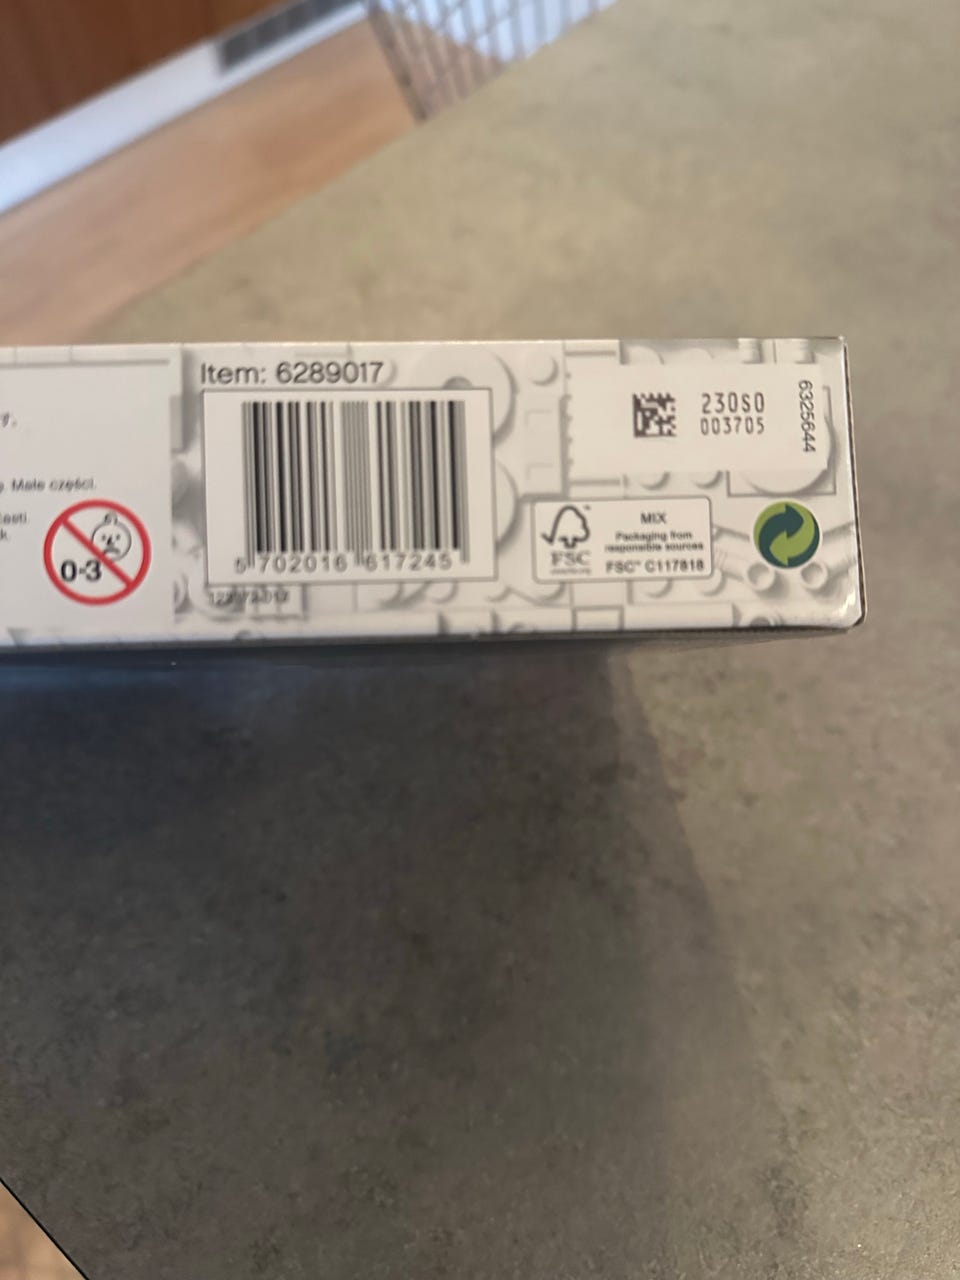 Item: 6289017
5 702016 617245
230S0
003705
6325644
. Małe części.
0-3
MIX
Packaging from
responsible sources
FSC™ C117818
FSC